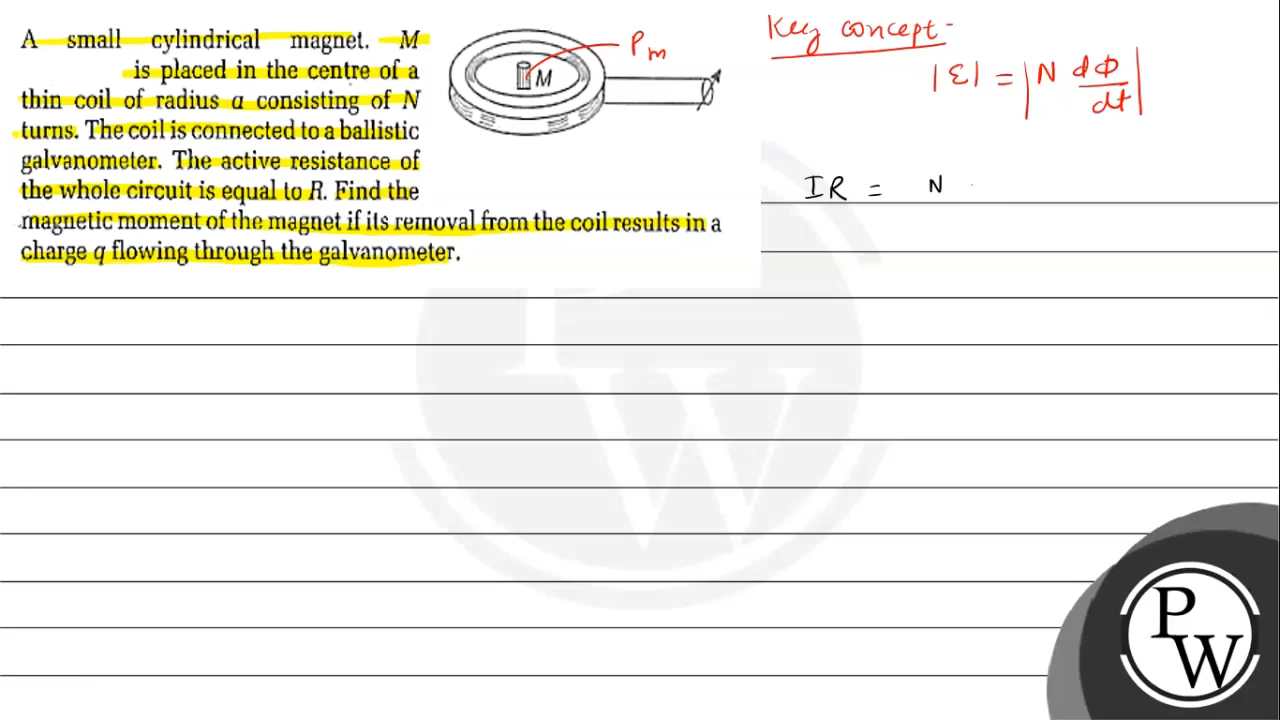 A small cylindrical magnet. M
is placed in the centre of a
thin coil of radius a consisting of N
turns. The coil is connected to a ballistic
galvanometer. The active resistance of
the whole circuit is equal to R. Find the
magnetic moment of the magnet if its removal from the coil results in a
charge q flowing through the galvanometer.
M
Pm
Key concept-
|ε| = |N dΦ/dt|
IR = N
PW